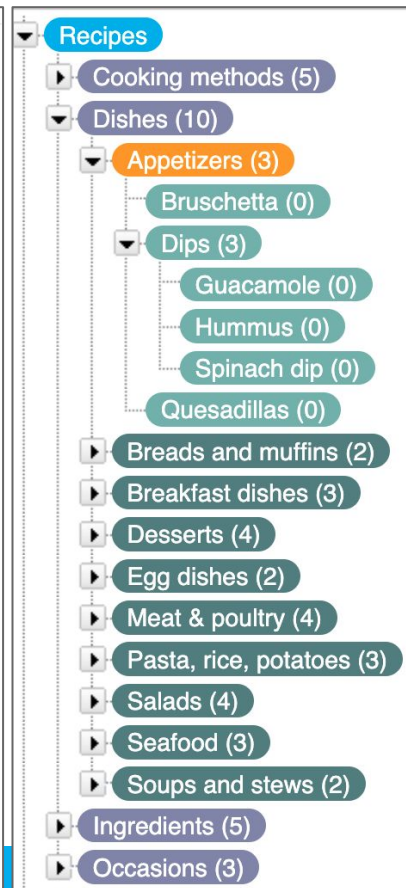 Recipes
Cooking methods (5)
Dishes (10)
Appetizers (3)
Bruschetta (0)
Dips (3)
Guacamole (0)
Hummus (0)
Spinach dip (0)
Quesadillas (0)
Breads and muffins (2)
Breakfast dishes (3)
Desserts (4)
Egg dishes (2)
Meat & poultry (4)
Pasta, rice, potatoes (3)
Salads (4)
Seafood (3)
Soups and stews (2)
Ingredients (5)
Occasions (3)